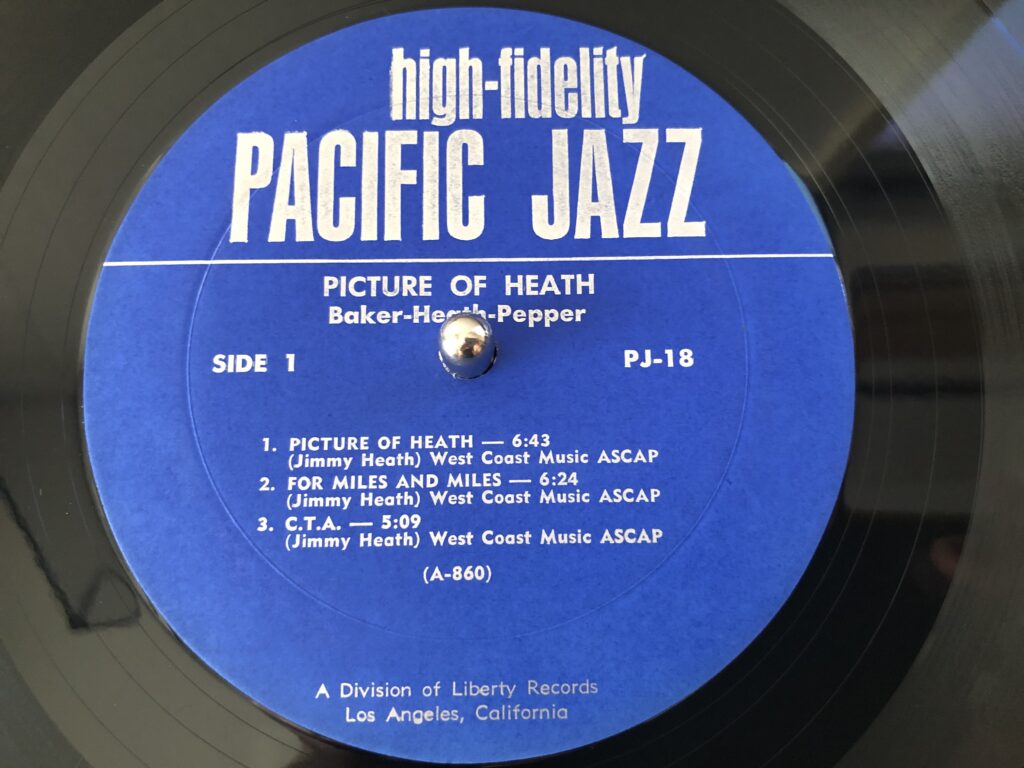 high-fidelity
PACIFIC JAZZ
PICTURE OF HEATH
Baker-Heath-Pepper
SIDE 1
PJ-18
1. PICTURE OF HEATH — 6:43
(Jimmy Heath) West Coast Music ASCAP
2. FOR MILES AND MILES — 6:24
(Jimmy Heath) West Coast Music ASCAP
3. C.T.A. — 5:09
(Jimmy Heath) West Coast Music ASCAP
(A-860)
A Division of Liberty Records
Los Angeles, California